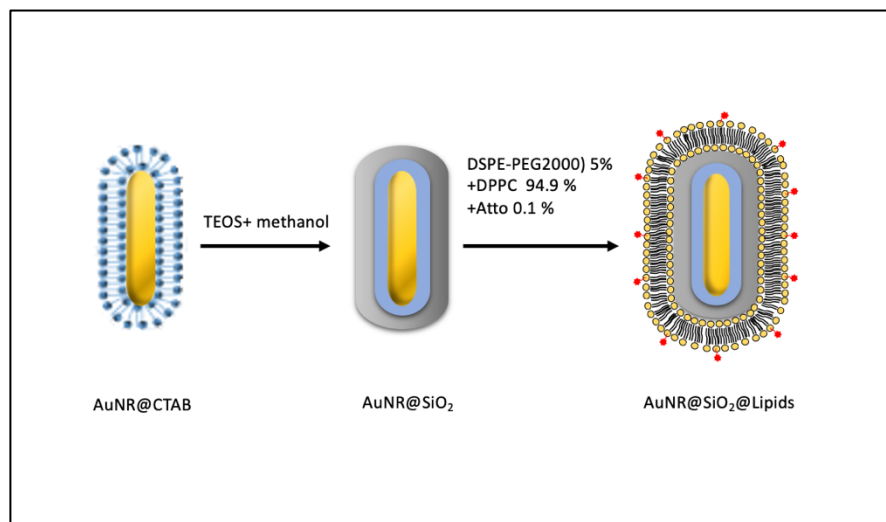 TEOS+ methanol
DSPE-PEG2000) 5%
+DPPC 94.9 %
+Atto 0.1 %
AuNR@CTAB
AuNR@SiO₂
AuNR@SiO₂@Lipids